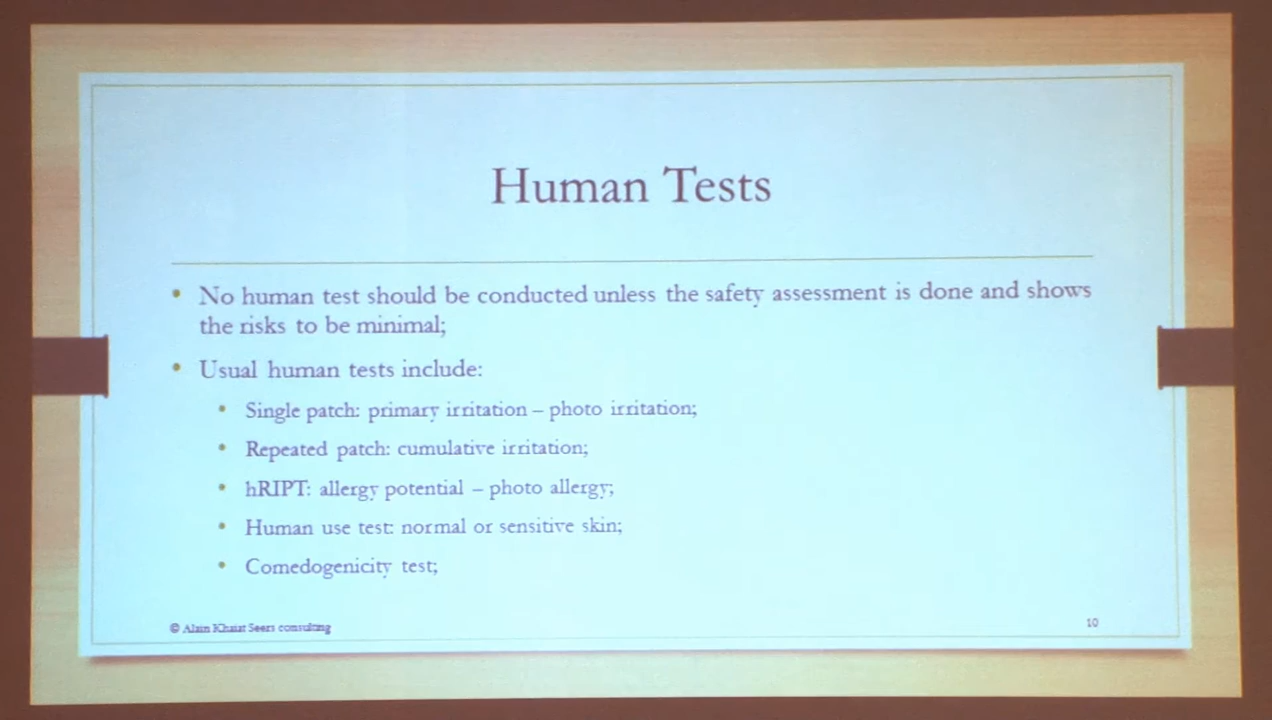 Human Tests
• No human test should be conducted unless the safety assessment is done and shows
the risks to be minimal;
• Usual human tests include:
• Single patch: primary irritation – photo irritation;
• Repeated patch: cumulative irritation;
• hRIPT: allergy potential – photo allergy;
• Human use test: normal or sensitive skin;
• Comedogenicity test;
© Alain Khaiat Seers consulting
10